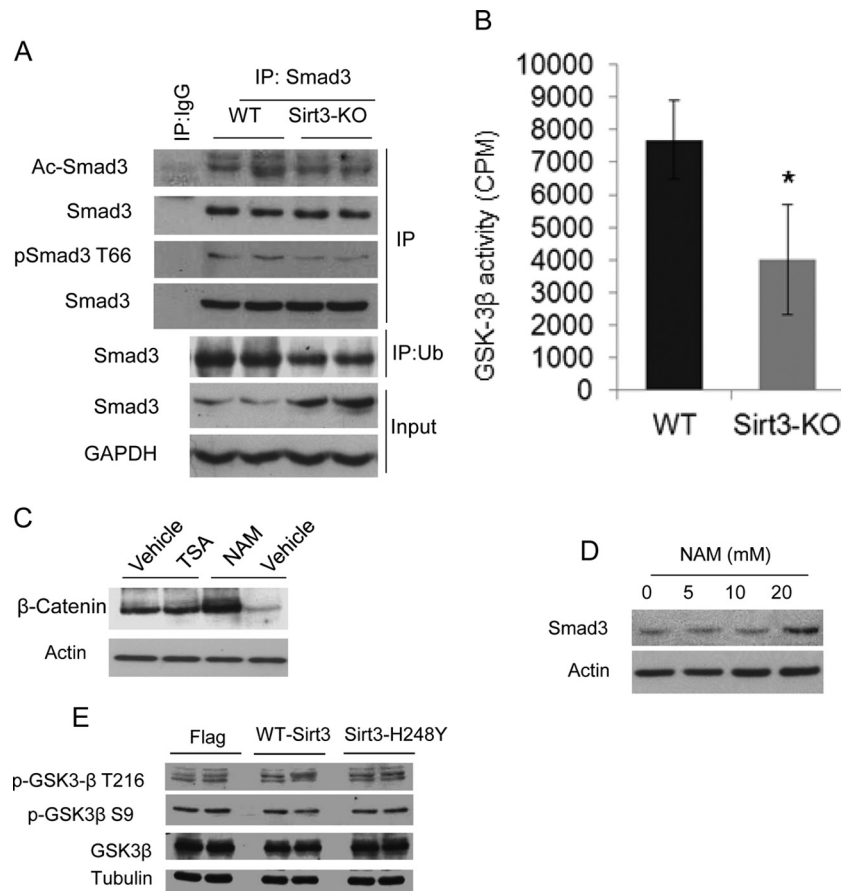 A
IP:IgG
IP: Smad3
WT
Sirt3-KO
Ac-Smad3
Smad3
pSmad3 T66
Smad3
IP
Smad3
IP:Ub
Smad3
GAPDH
Input
B
GSK-3β activity (CPM)
10000
9000
8000
7000
6000
5000
4000
3000
2000
1000
0
*
WT
Sirt3-KO
C
Vehicle
TSA
NAM
Vehicle
β-Catenin
Actin
D
NAM (mM)
0 5 10 20
Smad3
Actin
E
Flag WT-Sirt3 Sirt3-H248Y
p-GSK3-β T216
p-GSK3β S9
GSK3β
Tubulin